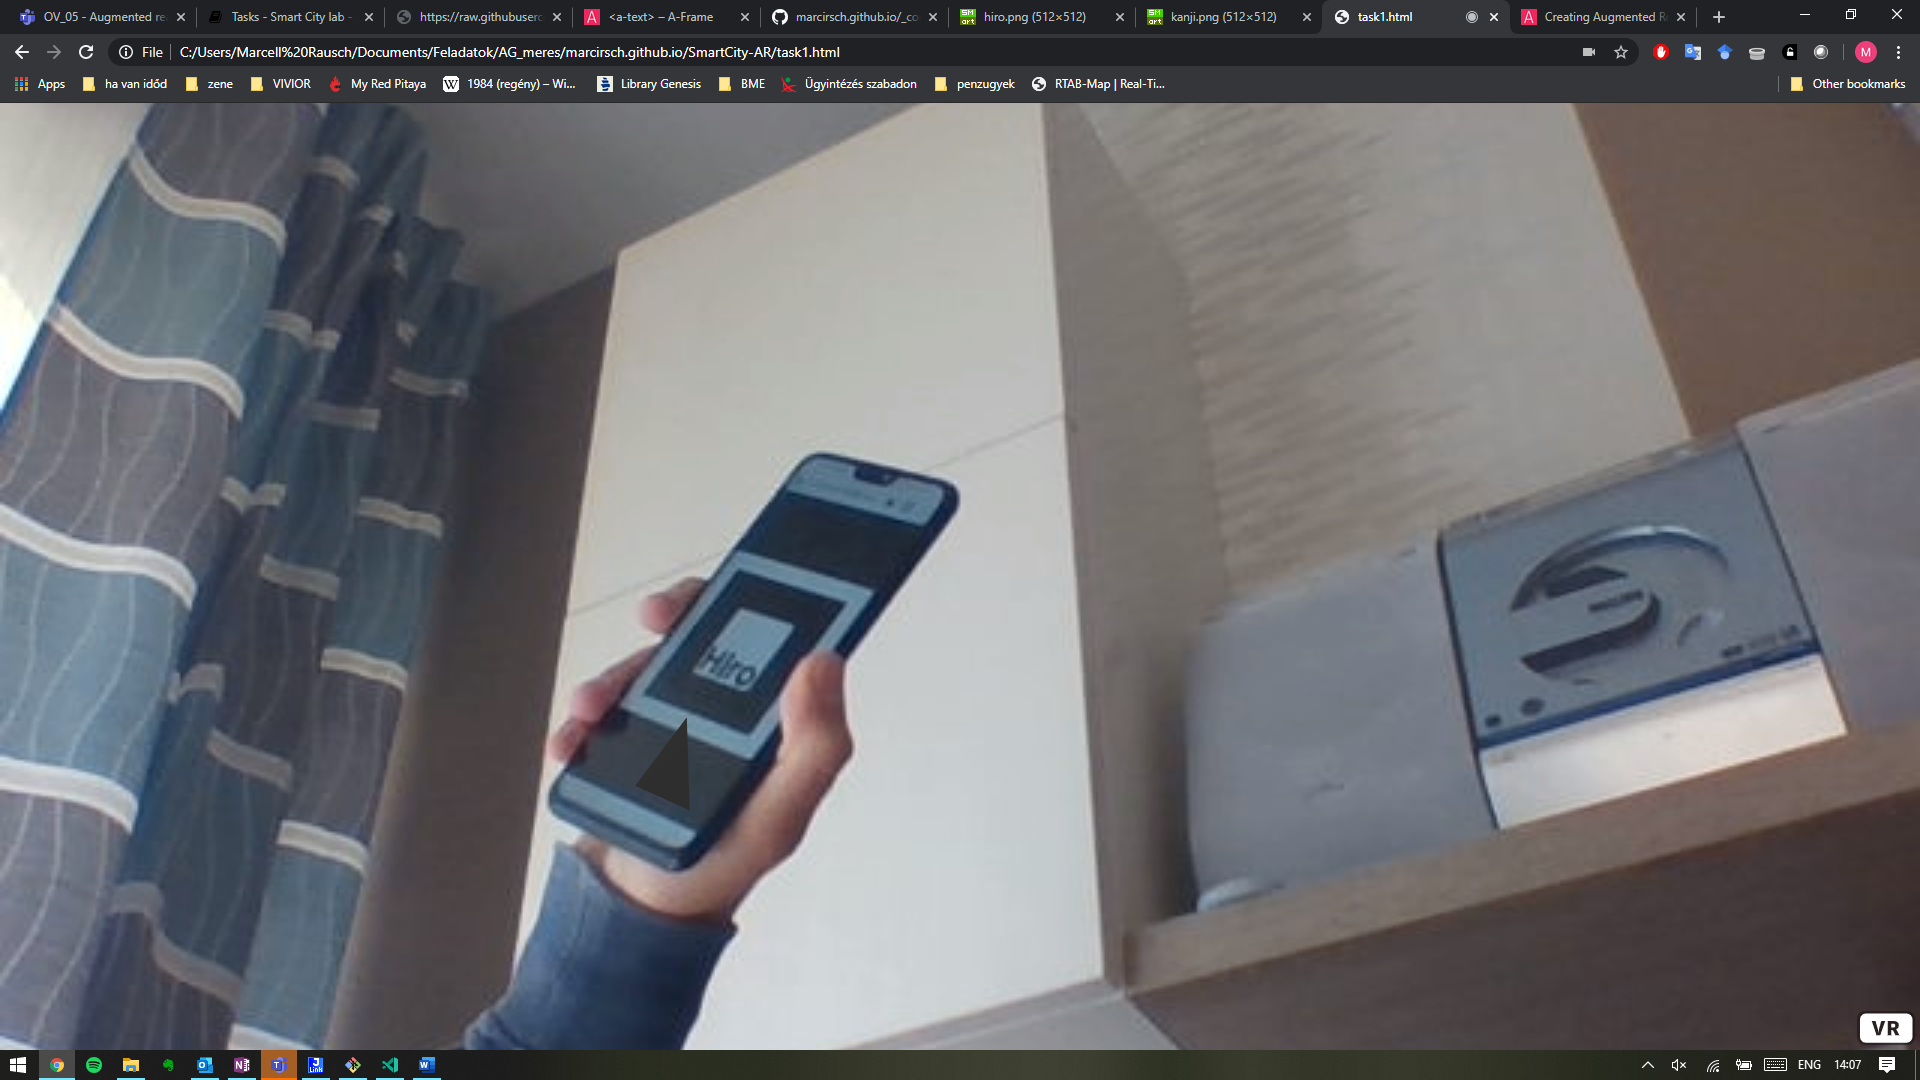 OV_05 - Augmented re
Tasks - Smart City lab -
https://raw.githubuserc
<a-text> – A-Frame
marcirsch.github.io/_co
hiro.png (512×512)
kanji.png (512×512)
task1.html
Creating Augmented R
File
C:/Users/Marcell%20Rausch/Documents/Feladatok/AG_meres/marcirsch.github.io/SmartCity-AR/task1.html
M
Apps
ha van időd
zene
VIVIOR
My Red Pitaya
1984 (regény) – Wi...
Library Genesis
BME
Ügyintézés szabadon
penzugyek
RTAB-Map | Real-Ti...
Other bookmarks
Hiro
VR
ENG
14:07